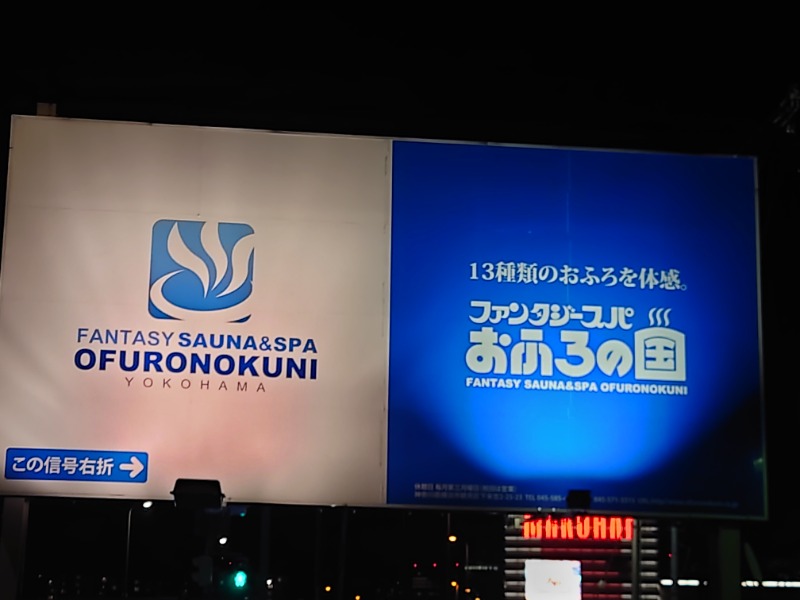 FANTASY SAUNA&SPA
OFURONOKUNI
YOKOHAMA
この信号右折
13種類のおふろを体感。
ファンタジースパ
おふろの国
FANTASY SAUNA&SPA OFURONOKUNI
MARUHAN